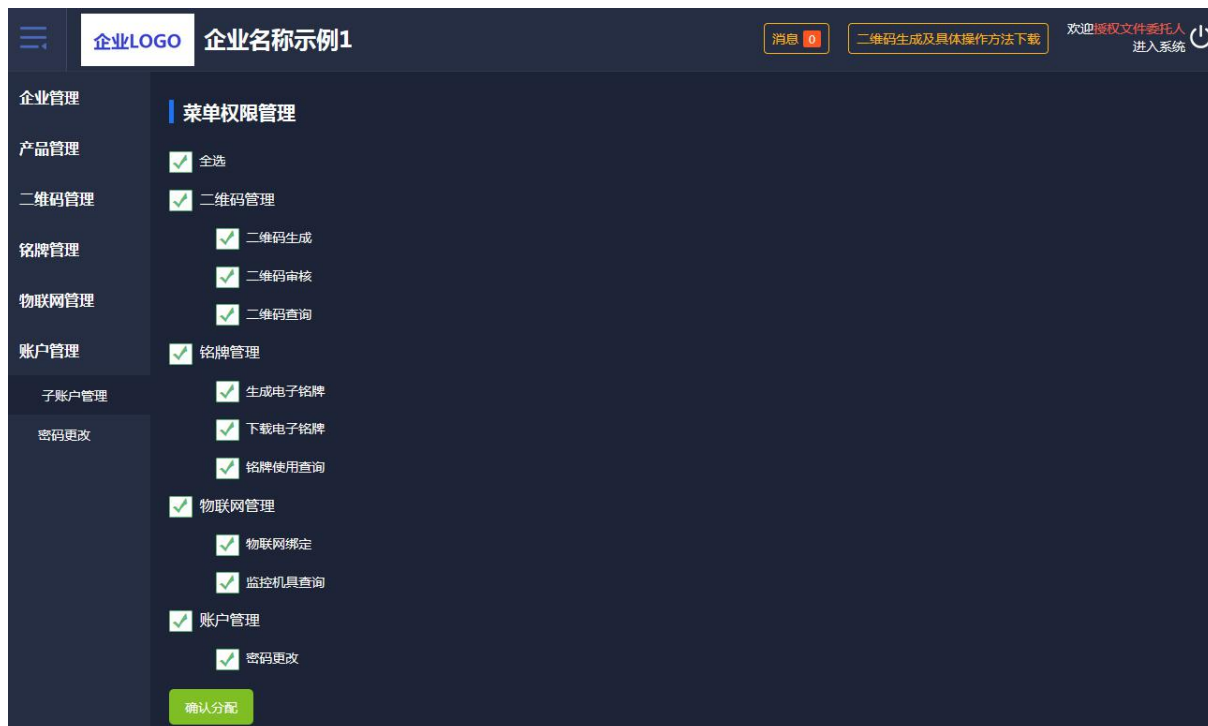 企业LOGO
企业名称示例1
消息 0
二维码生成及具体操作方法下载
欢迎授权文件委托人
进入系统
企业管理
产品管理
二维码管理
铭牌管理
物联网管理
账户管理
子账户管理
密码更改
菜单权限管理
全选
二维码管理
二维码生成
二维码审核
二维码查询
铭牌管理
生成电子铭牌
下载电子铭牌
铭牌使用查询
物联网管理
物联网绑定
监控机具查询
账户管理
密码更改
确认分配